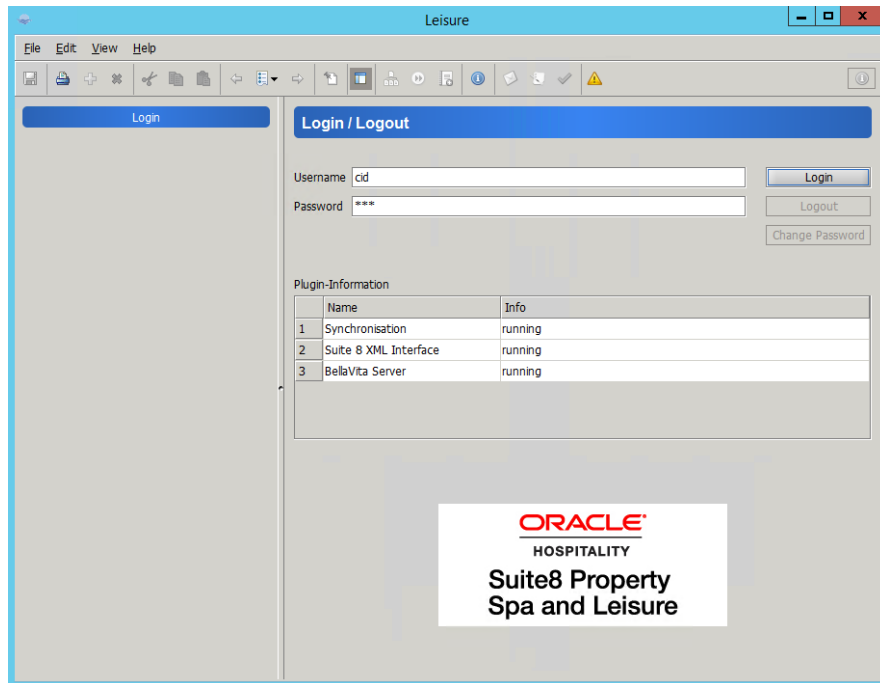 Leisure
File Edit View Help
Login
Login / Logout
Username cid Login
Password *** Logout
Change Password
Plugin-Information
Name Info
1 Synchronisation running
2 Suite 8 XML Interface running
3 BellaVita Server running
ORACLE®
HOSPITALITY
Suite8 Property
Spa and Leisure